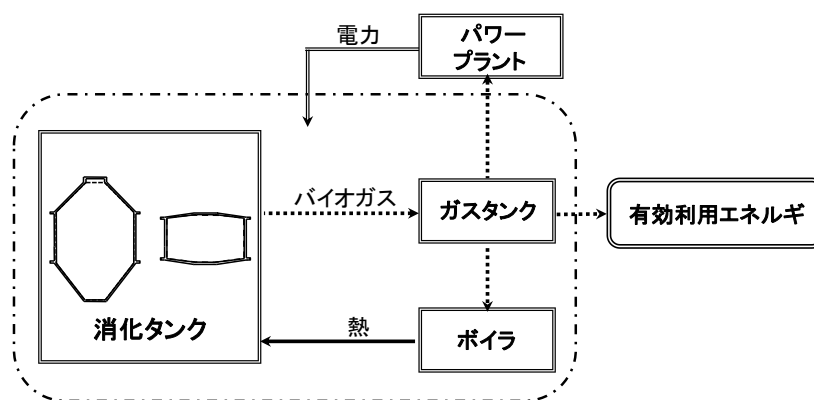 電力
パワー
プラント
バイオガス
ガスタンク
有効利用エネルギ
消化タンク
熱
ボイラ